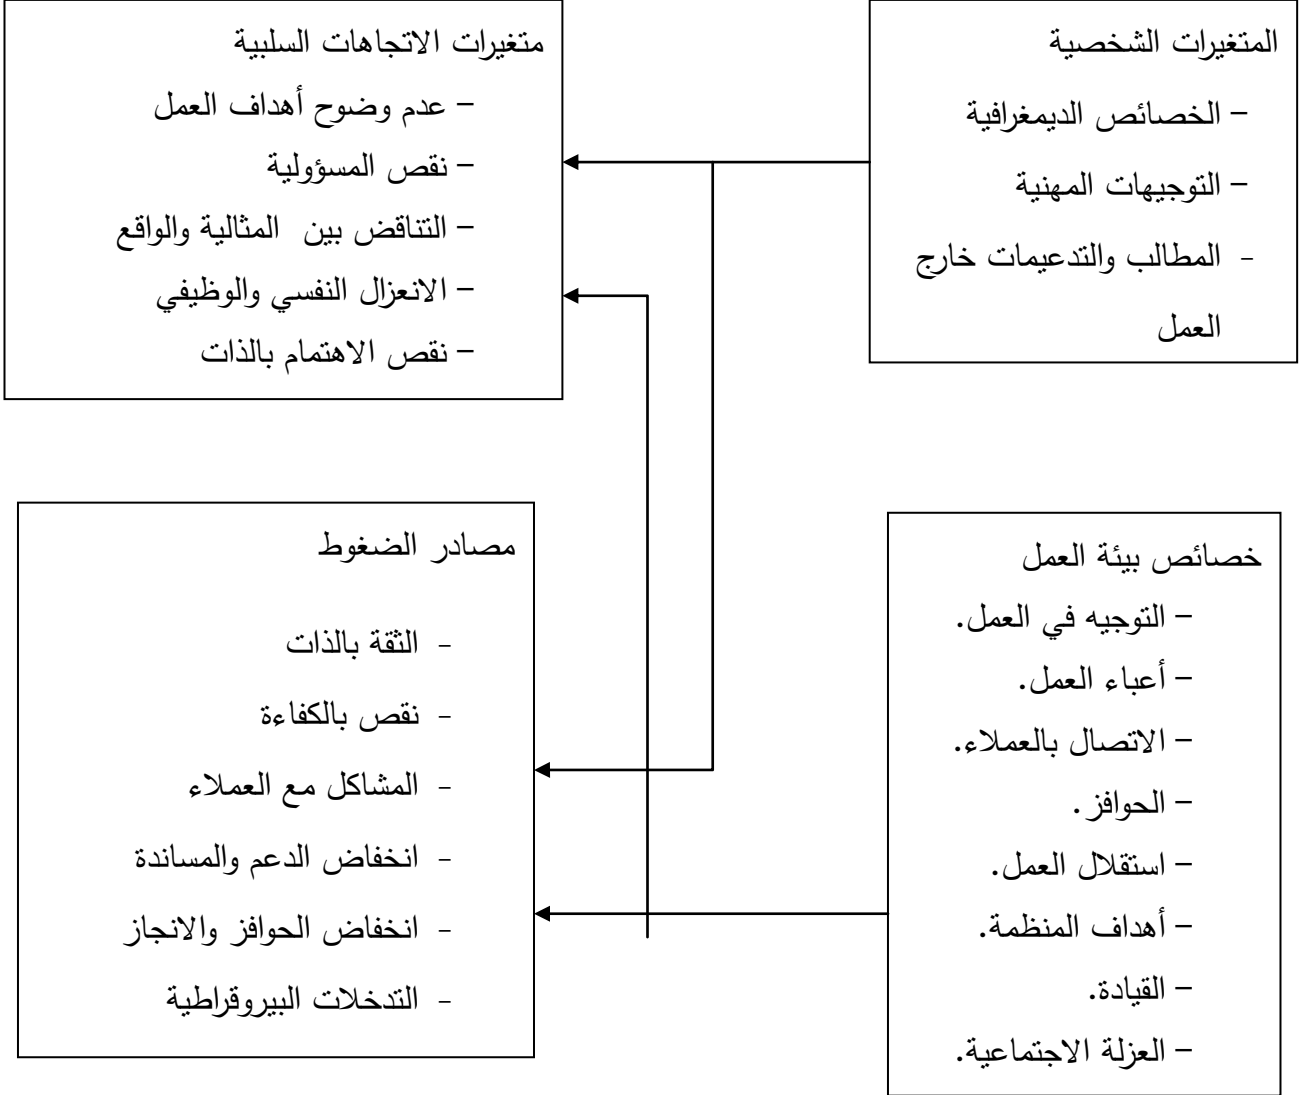 المتغيرات الشخصية
– الخصائص الديمغرافية
– التوجيهات المهنية
- المطالب والتدعيمات خارج
العمل
متغيرات الاتجاهات السلبية
– عدم وضوح أهداف العمل
– نقص المسؤولية
– التناقض بين المثالية والواقع
– الانعزال النفسي والوظيفي
– نقص الاهتمام بالذات
خصائص بيئة العمل
– التوجيه في العمل.
– أعباء العمل.
– الاتصال بالعملاء.
– الحوافز.
– استقلال العمل.
– أهداف المنظمة.
– القيادة.
– العزلة الاجتماعية.
مصادر الضغوط
- الثقة بالذات
- نقص بالكفاءة
- المشاكل مع العملاء
- انخفاض الدعم والمساندة
- انخفاض الحوافز والانجاز
- التدخلات البيروقراطية